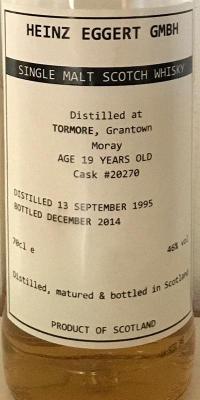 HEINZ EGGERT GMBH
SINGLE MALT SCOTCH WHISKY
Distilled at
TORMORE, Grantown
Moray
AGE 19 YEARS OLD
Cask #20270
DISTILLED 13 SEPTEMBER 1995
BOTTLED DECEMBER 2014
70cl e 46% vol
Distilled, matured & bottled in Scotland
PRODUCT OF SCOTLAND